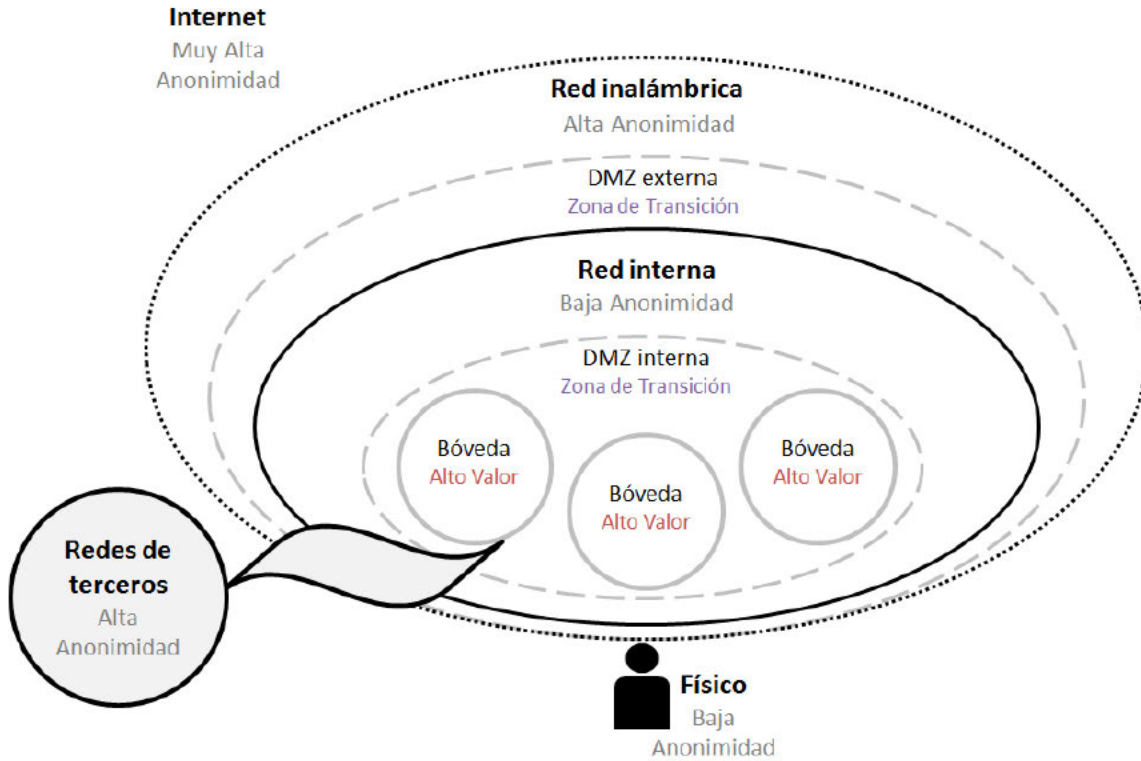 Internet
Muy Alta
Anonimidad
Red inalámbrica
Alta Anonimidad
DMZ externa
Zona de Transición
Red interna
Baja Anonimidad
DMZ interna
Zona de Transición
Bóveda
Alto Valor
Bóveda
Alto Valor
Bóveda
Alto Valor
Redes de
terceros
Alta
Anonimidad
Físico
Baja
Anonimidad